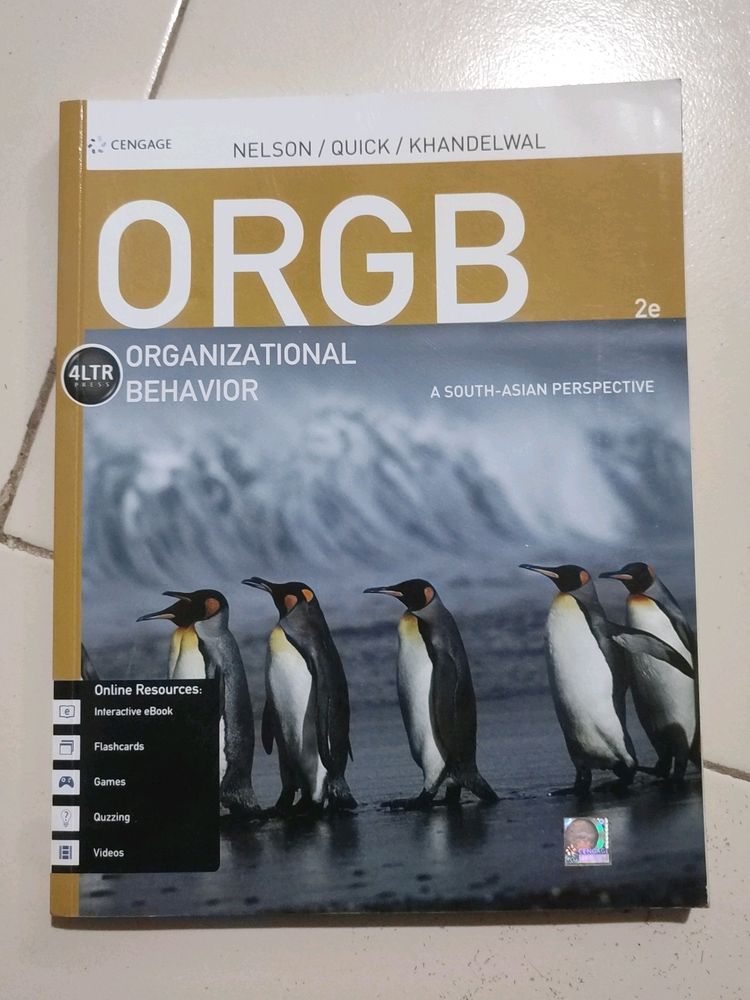 CENGAGE
NELSON / QUICK / KHANDELWAL
ORGB
2e
4LTR
PRESS
ORGANIZATIONAL
BEHAVIOR
A SOUTH-ASIAN PERSPECTIVE
Online Resources:
Interactive eBook
Flashcards
Games
Quzzing
Videos
CENGAGE